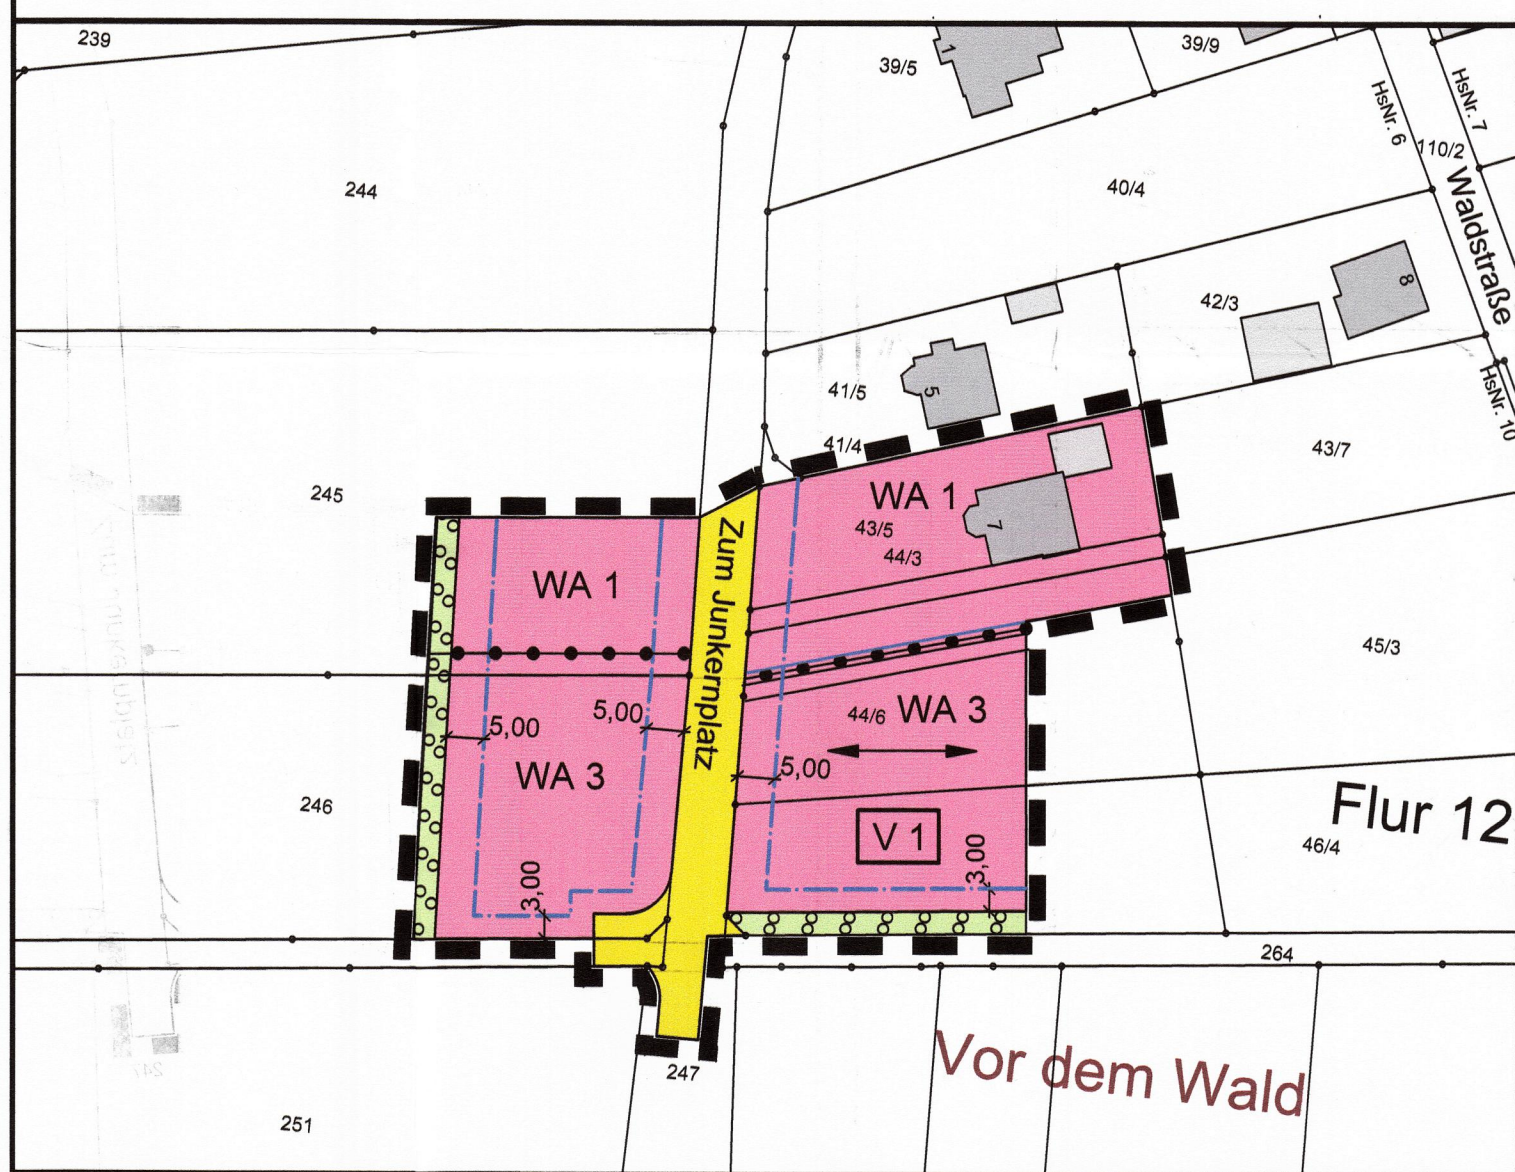 239
39/5
1
39/9
HsNr. 7
HsNr. 6
110/2
244
40/4
Waldstraße
8
42/3
41/5
5
HsNr. 10
41/4
43/7
245
WA 1
43/5
7
44/3
WA 1
Zum Junkernplatz
45/3
44/6
WA 3
5,00
5,00
5,00
WA 3
246
V 1
3,00
3,00
Flur 12
46/4
264
Vor dem Wald
247
251